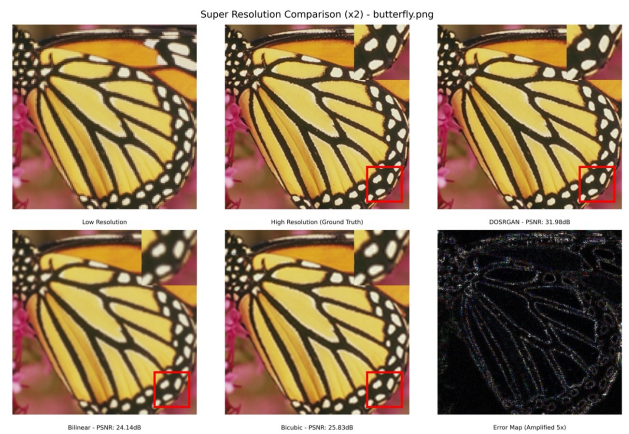 Super Resolution Comparison (x2) - butterfly.png
Low Resolution
High Resolution (Ground Truth)
DOSRGAN - PSNR: 31.98dB
Bilinear - PSNR: 24.14dB
Bicubic - PSNR: 25.83dB
Error Map (Amplified 5x)